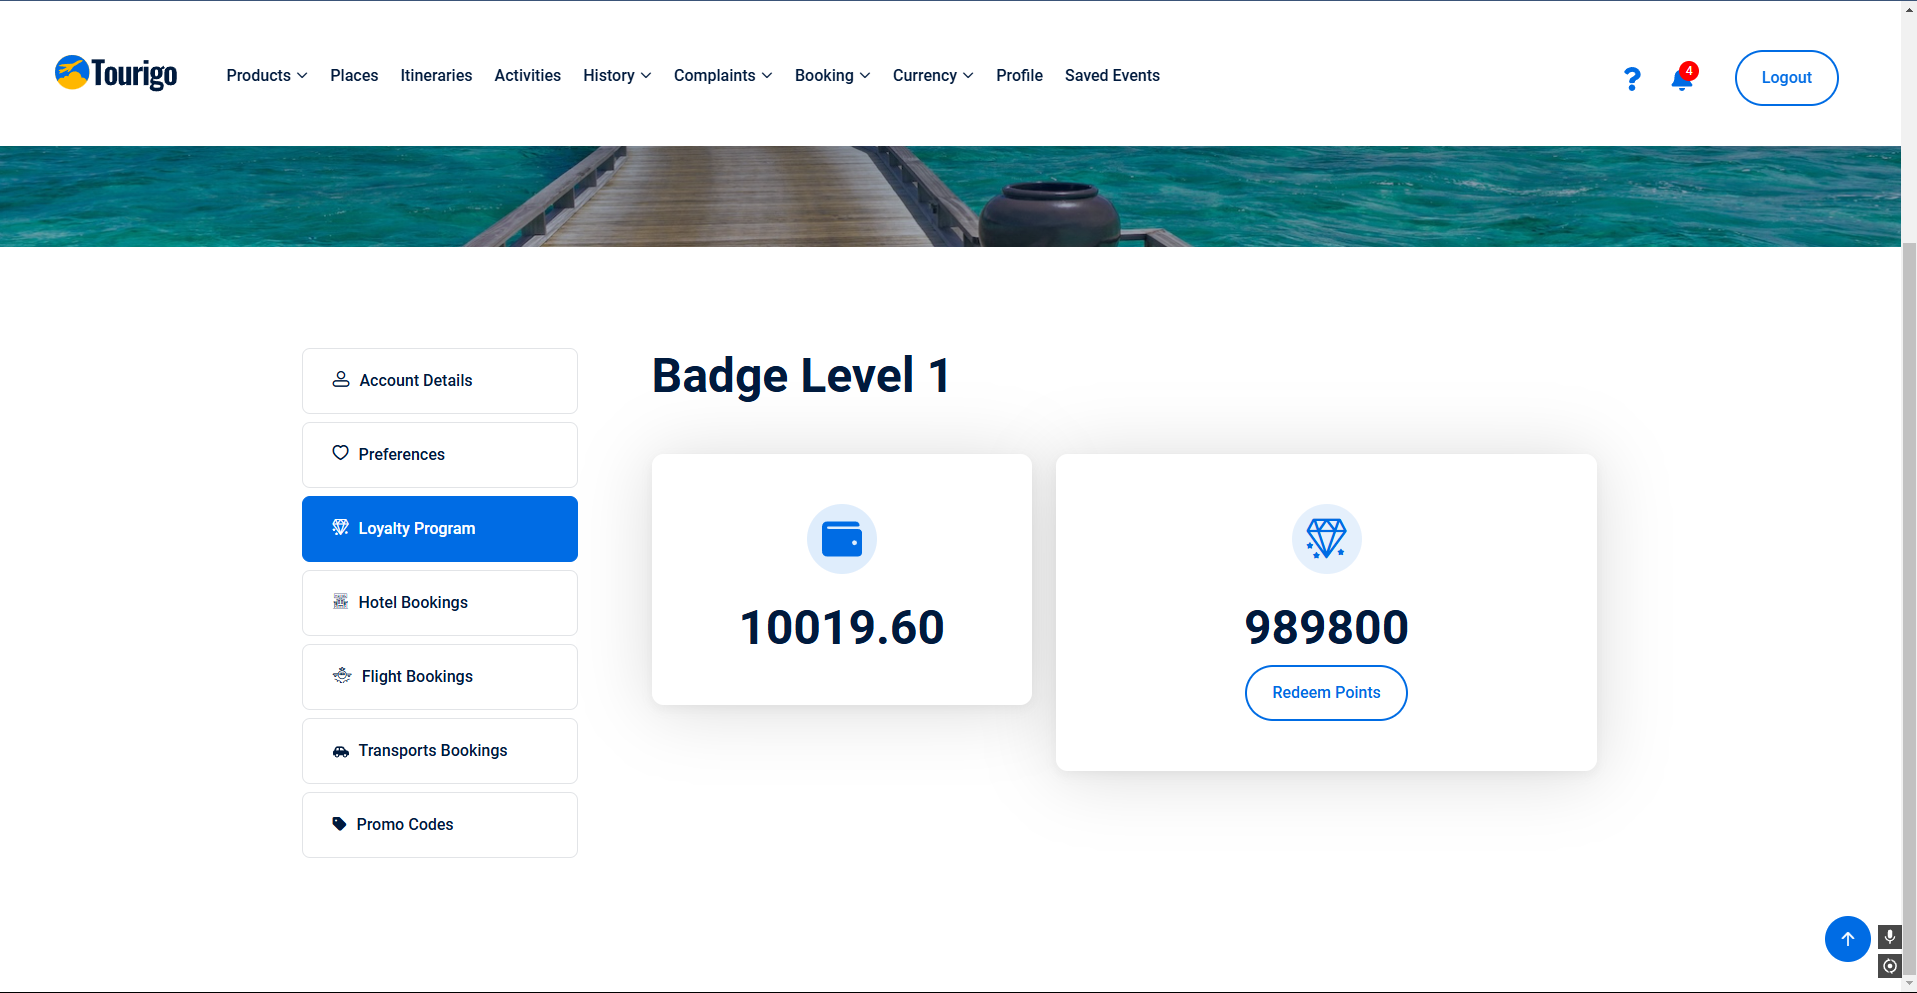 Tourigo
Products Places Itineraries Activities History Complaints Booking Currency Profile Saved Events
4
Logout
Account Details
Preferences
Loyalty Program
Hotel Bookings
Flight Bookings
Transports Bookings
Promo Codes
Badge Level 1
10019.60
989800
Redeem Points